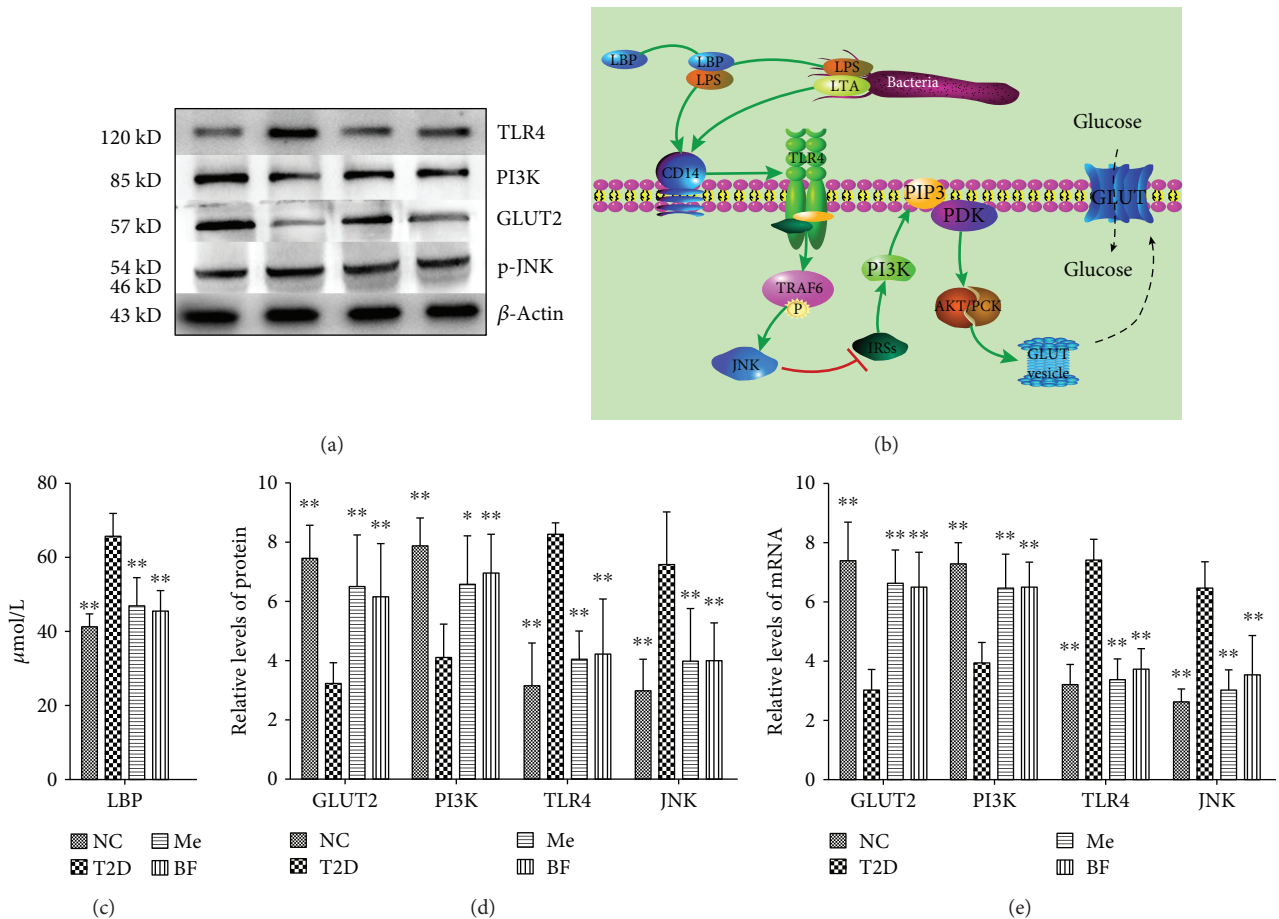 120 kD
TLR4
85 kD
PI3K
57 kD
GLUT2
54 kD
p-JNK
46 kD
43 kD
β-Actin
(a)
LBP
LBP
LPS
LPS
LTA
Bacteria
Glucose
CD14
TLR4
PIP3
PDK
GLUT
Glucose
PI3K
TRAF6
P
AKT/PCK
JNK
IRSs
GLUT
vesicle
(b)
80
60
40
20
0
μmol/L
**
**
**
LBP
NC
Me
T2D
BF
(c)
10
8
6
4
2
0
Relative levels of protein
**
**
**
**
*
**
**
**
**
**
**
**
GLUT2
PI3K
TLR4
JNK
NC
Me
T2D
BF
(d)
10
8
6
4
2
0
Relative levels of mRNA
**
**
**
**
**
**
**
**
**
**
**
**
GLUT2
PI3K
TLR4
JNK
NC
Me
T2D
BF
(e)